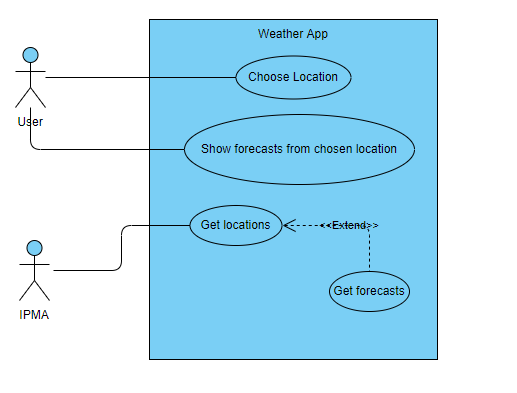 Weather App
Choose Location
User
Show forecasts from chosen location
Get locations
<<Extend>>
Get forecasts
IPMA